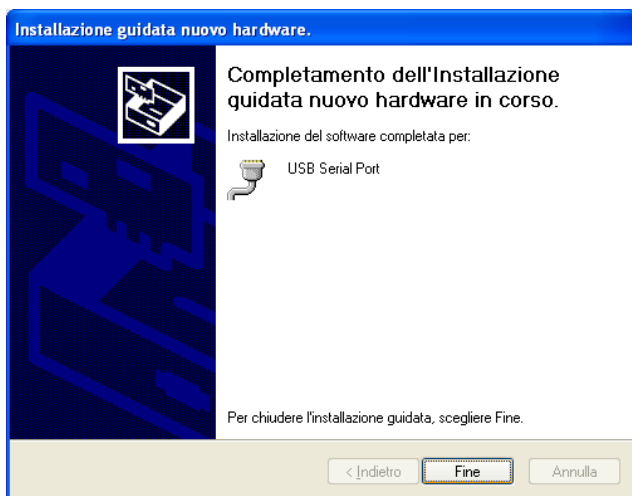 Installazione guidata nuovo hardware.
Completamento dell'Installazione
guidata nuovo hardware in corso.
Installazione del software completata per:
USB Serial Port
Per chiudere l'installazione guidata, scegliere Fine.
< Indietro
Fine
Annulla